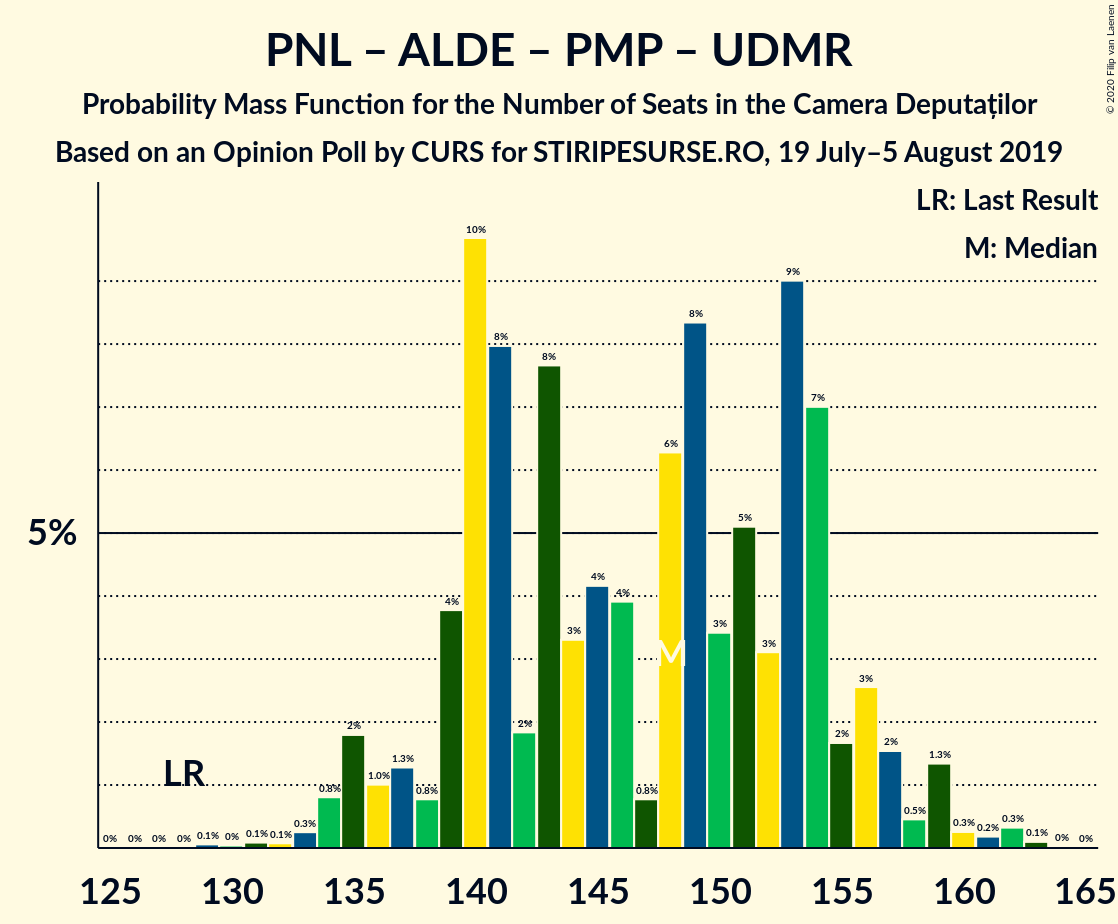 PNL – ALDE – PMP – UDMR
Probability Mass Function for the Number of Seats in the Camera Deputaților
Based on an Opinion Poll by CURS for STIRIPESURSE.RO, 19 July–5 August 2019
© 2020 Filip van Laenen
LR: Last Result
M: Median
5%
0% 0% 0% 0% 0.1% 0% 0.1% 0.1% 0.3% 0.8% 2% 1.0% 1.3% 0.8% 4% 10% 8% 2% 8% 3% 4% 4% 0.8% 6% 8% 3% 5% 3% 9% 7% 2% 3% 2% 0.5% 1.3% 0.3% 0.2% 0.3% 0.1% 0% 0%
LR
M
125 130 135 140 145 150 155 160 165